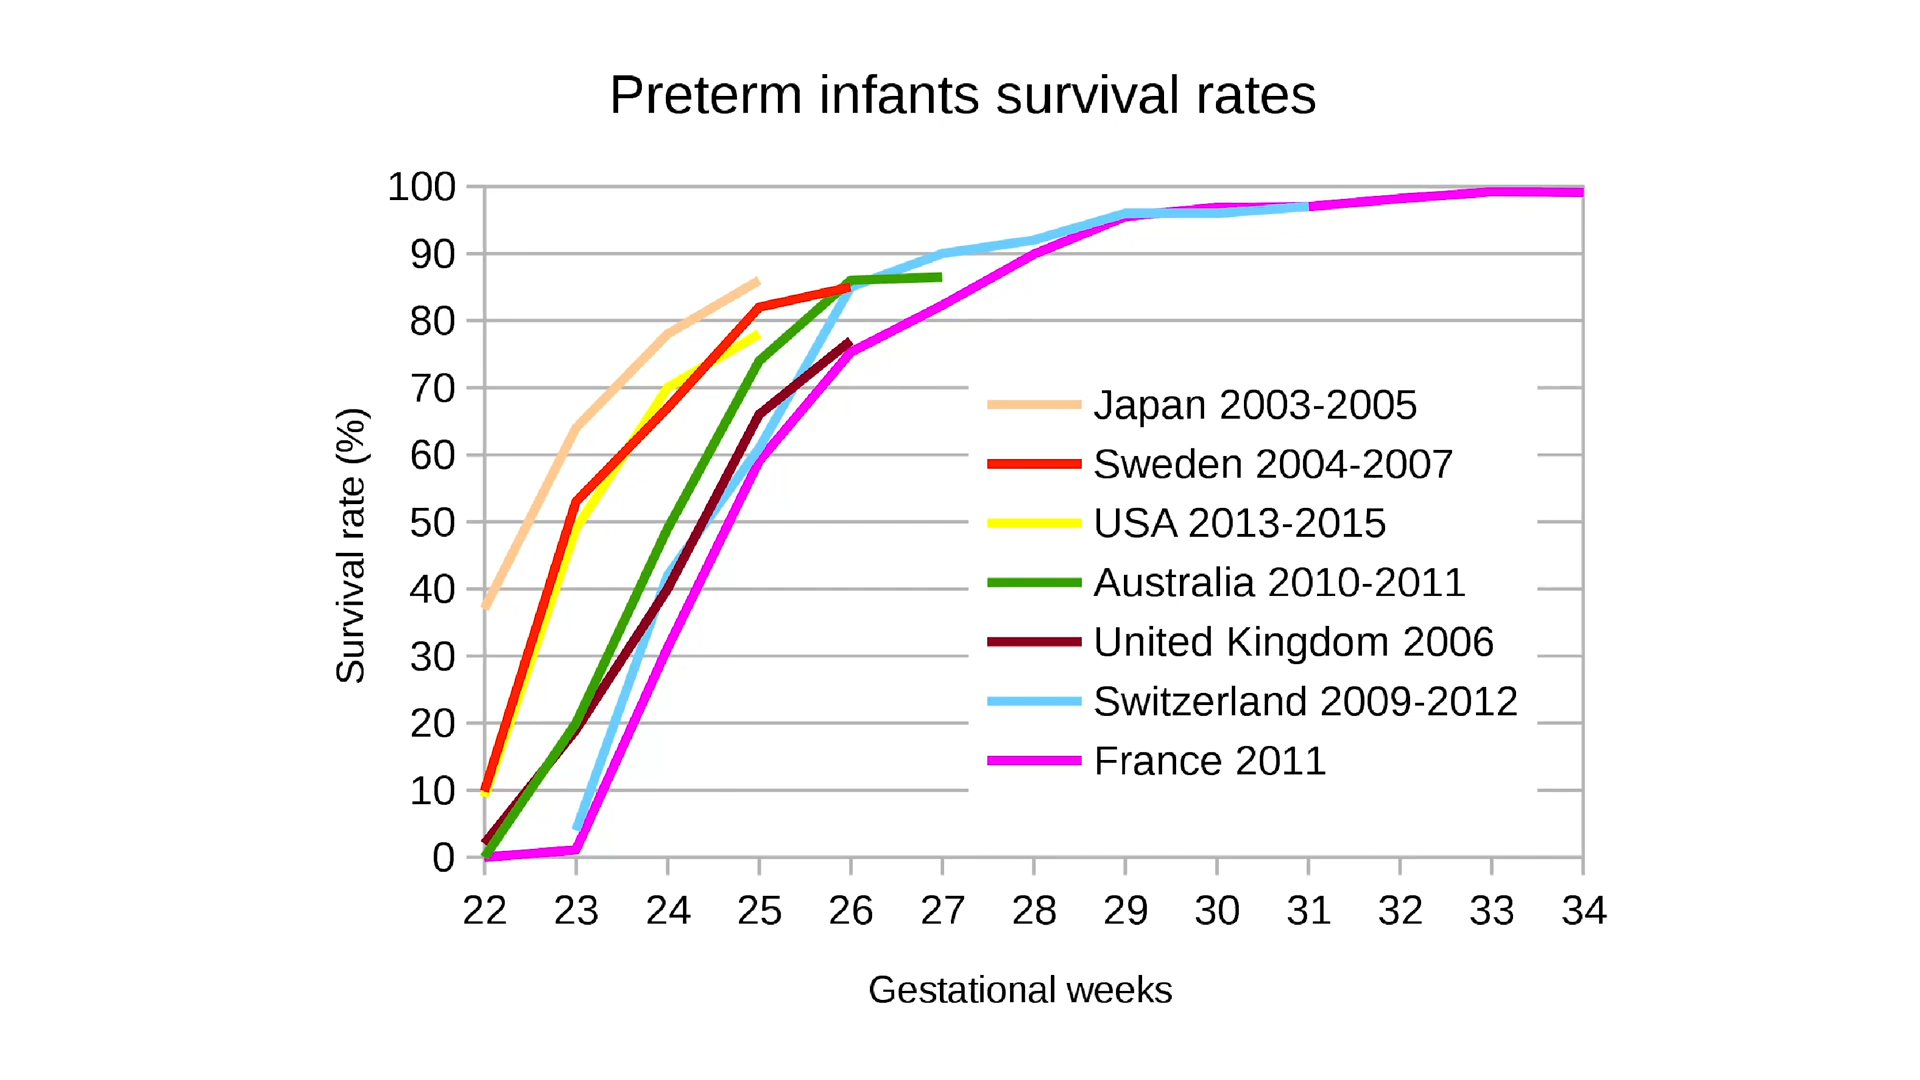 Preterm infants survival rates
100
90
80
70
60
50
40
30
20
10
0
Survival rate (%)
Japan 2003-2005
Sweden 2004-2007
USA 2013-2015
Australia 2010-2011
United Kingdom 2006
Switzerland 2009-2012
France 2011
22 23 24 25 26 27 28 29 30 31 32 33 34
Gestational weeks